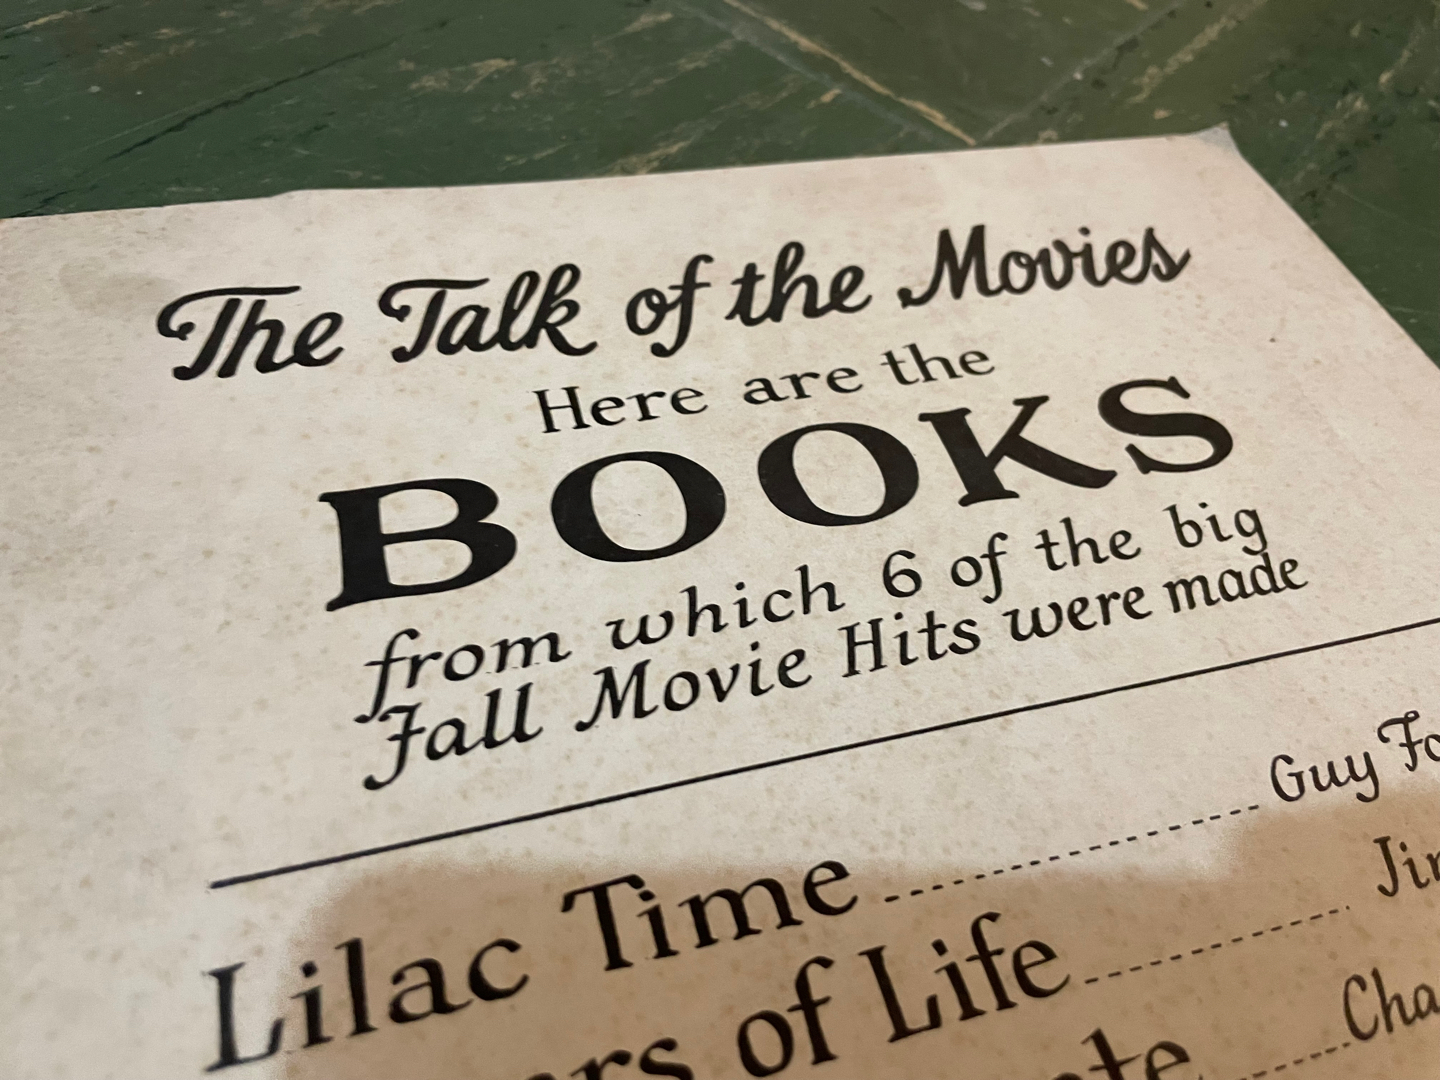 The Talk of the Movies
Here are the
BOOKS
from which 6 of the big
Fall Movie Hits were made
Lilac Time Guy
of Life